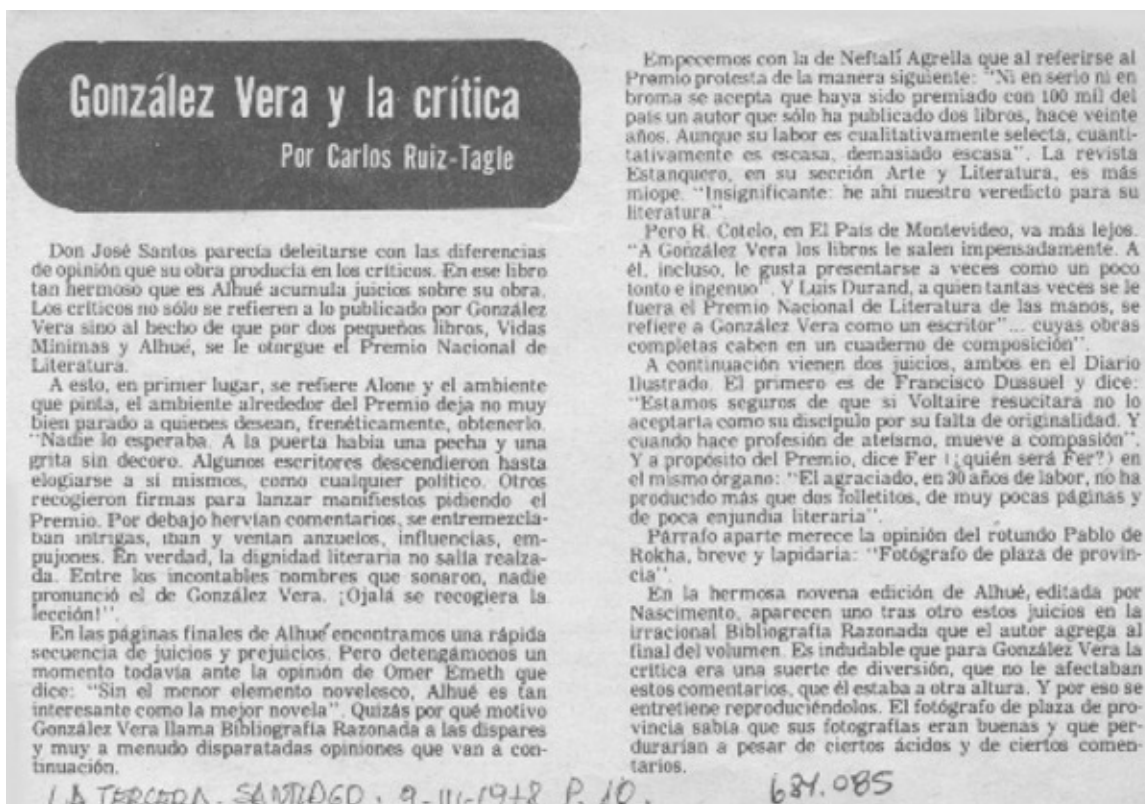 González Vera y la crítica
Por Carlos Ruiz-Tagle
Don José Santos parecía deleitarse con las diferencias
de opinión que su obra producía en los críticos. En ese libro
tan hermoso que es Alhué acumula juicios sobre su obra.
Los críticos no sólo se refieren a lo publicado por González
Vera sino al hecho de que por dos pequeños libros, Vidas
Mínimas y Alhué, se le otorgue el Premio Nacional de
Literatura.
A esto, en primer lugar, se refiere Alone y el ambiente
que pinta, el ambiente alrededor del Premio deja no muy
bien parado a quienes desean, frenéticamente, obtenerlo.
"Nadie lo esperaba. A la puerta había una pecha y una
grita sin decoro. Algunos escritores descendieron hasta
elogiarse a sí mismos, como cualquier político. Otros
recogieron firmas para lanzar manifiestos pidiendo el
Premio. Por debajo hervían comentarios, se entremezcla-
ban intrigas, iban y venían anzuelos, influencias, em-
pujones. En verdad, la dignidad literaria no salía realza-
da. Entre los incontables nombres que sonaron, nadie
pronunció el de González Vera. ¡Ojalá se recogiera la
lección!".
En las páginas finales de Alhué encontramos una rápida
secuencia de juicios y prejuicios. Pero detengámonos un
momento todavía ante la opinión de Omer Emeth que
dice: "Sin el menor elemento novelesco, Alhué es tan
interesante como la mejor novela". Quizás por qué motivo
González Vera llama Bibliografía Razonada a las dispares
y muy a menudo disparatadas opiniones que van a con-
tinuación.
Empecemos con la de Neftalí Agrella que al referirse al
Premio protesta de la manera siguiente: "Ni en serio ni en
broma se acepta que haya sido premiado con 100 mil del
país un autor que sólo ha publicado dos libros, hace veinte
años. Aunque su labor es cualitativamente selecta, cuanti-
tativamente es escasa, demasiado escasa". La revista
Estanquero, en su sección Arte y Literatura, es más
miope. "Insignificante: he ahí nuestro veredicto para su
literatura".
Pero R. Cotelo, en El País de Montevideo, va más lejos.
"A González Vera los libros le salen impensadamente. A
él, incluso, le gusta presentarse a veces como un poco
tonto e ingenuo". Y Luis Durand, a quien tantas veces se le
fuera el Premio Nacional de Literatura de las manos, se
refiere a González Vera como un escritor"... cuyas obras
completas caben en un cuaderno de composición".
A continuación vienen dos juicios, ambos en el Diario
Ilustrado. El primero es de Francisco Dussuel y dice:
"Estamos seguros de que si Voltaire resucitará no lo
aceptaría como su discípulo por su falta de originalidad. Y
cuando hace profesión de ateísmo, mueve a compasión".
Y a propósito del Premio, dice Fer (¿quién será Fer?) en
el mismo órgano: "El agraciado, en 30 años de labor, no ha
producido más que dos folletitos, de muy pocas páginas y
de poca enjundia literaria".
Párrafo aparte merece la opinión del rotundo Pablo de
Rokha, breve y lapidaria: "Fotógrafo de plaza de provin-
cia".
En la hermosa novena edición de Alhué, editada por
Nascimento, aparecen uno tras otro estos juicios en la
irracional Bibliografía Razonada que el autor agrega al
final del volumen. Es indudable que para González Vera la
crítica era una suerte de diversión, que no le afectaban
estos comentarios, que él estaba a otra altura. Y por eso se
entretiene reproduciéndolos. El fotógrafo de plaza de pro-
vincia sabía que sus fotografías eran buenas y que per-
durarían a pesar de ciertos ácidos y de ciertos comen-
tarios.
LA TERCERA. SANTIAGO. 9-III-1978 P. 10.